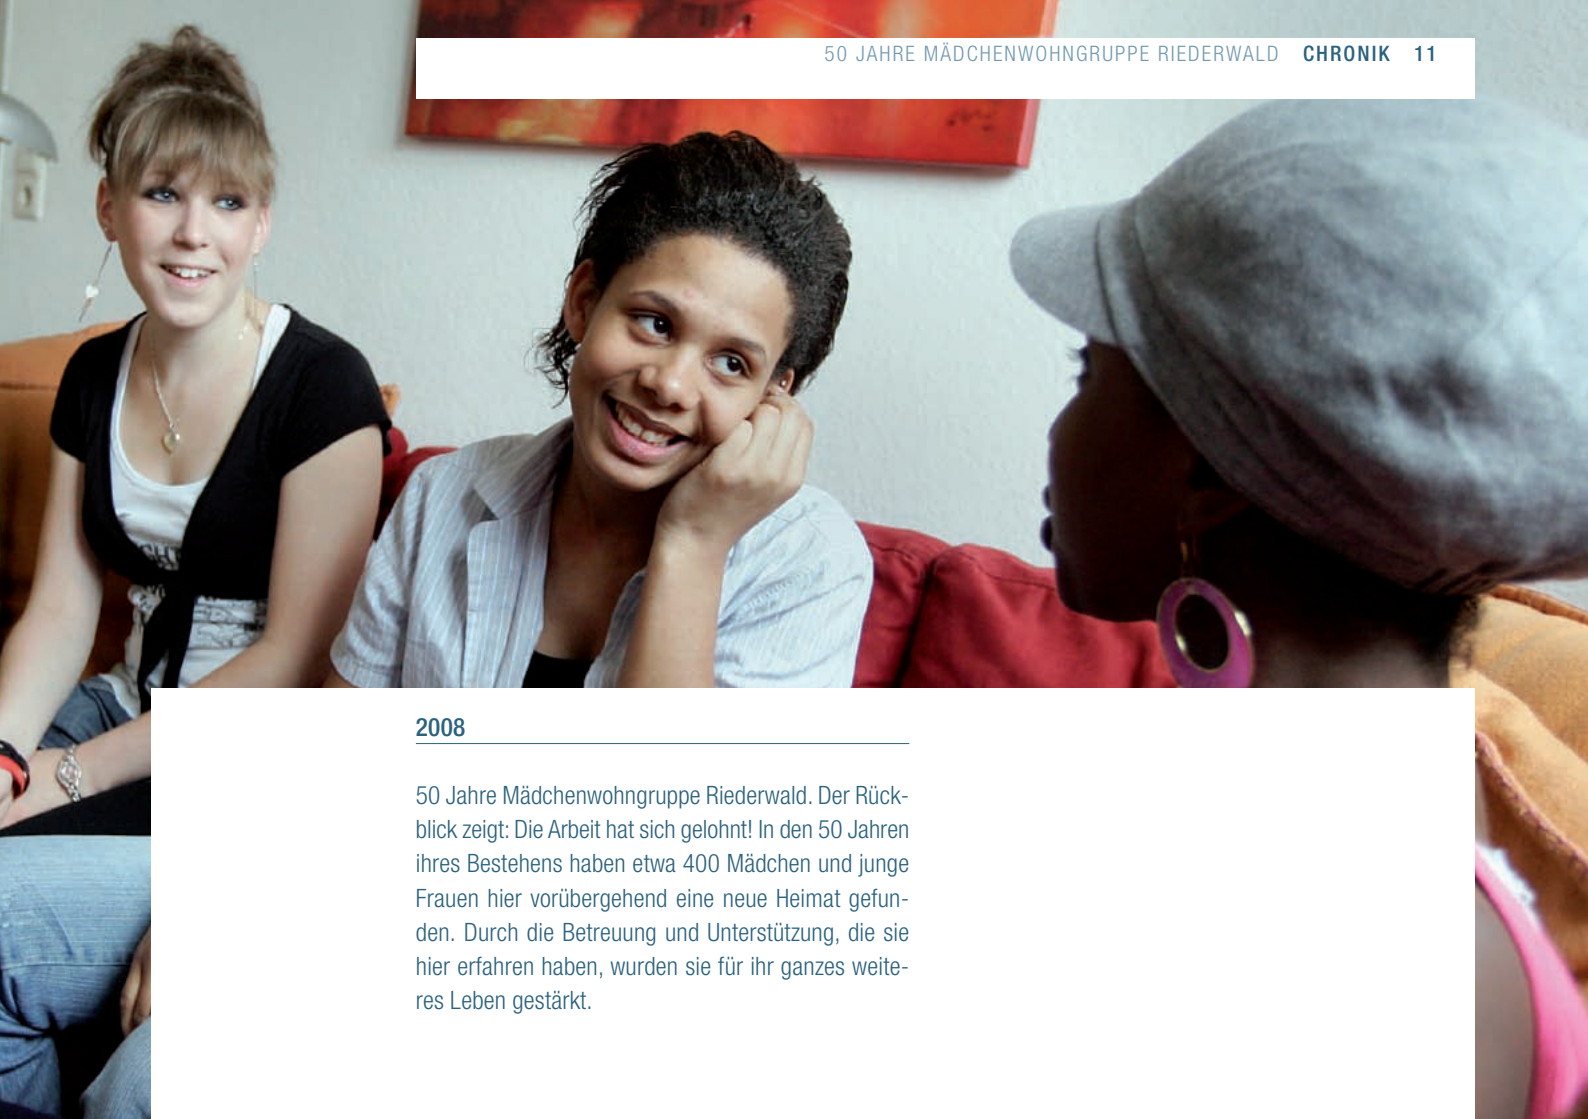 50 JAHRE MÄDCHENWOHNGRUPPE RIEDERWALD CHRONIK 11
2008
50 Jahre Mädchenwohngruppe Riederwald. Der Rück-
blick zeigt: Die Arbeit hat sich gelohnt! In den 50 Jahren
ihres Bestehens haben etwa 400 Mädchen und junge
Frauen hier vorübergehend eine neue Heimat gefun-
den. Durch die Betreuung und Unterstützung, die sie
hier erfahren haben, wurden sie für ihr ganzes weite-
res Leben gestärkt.